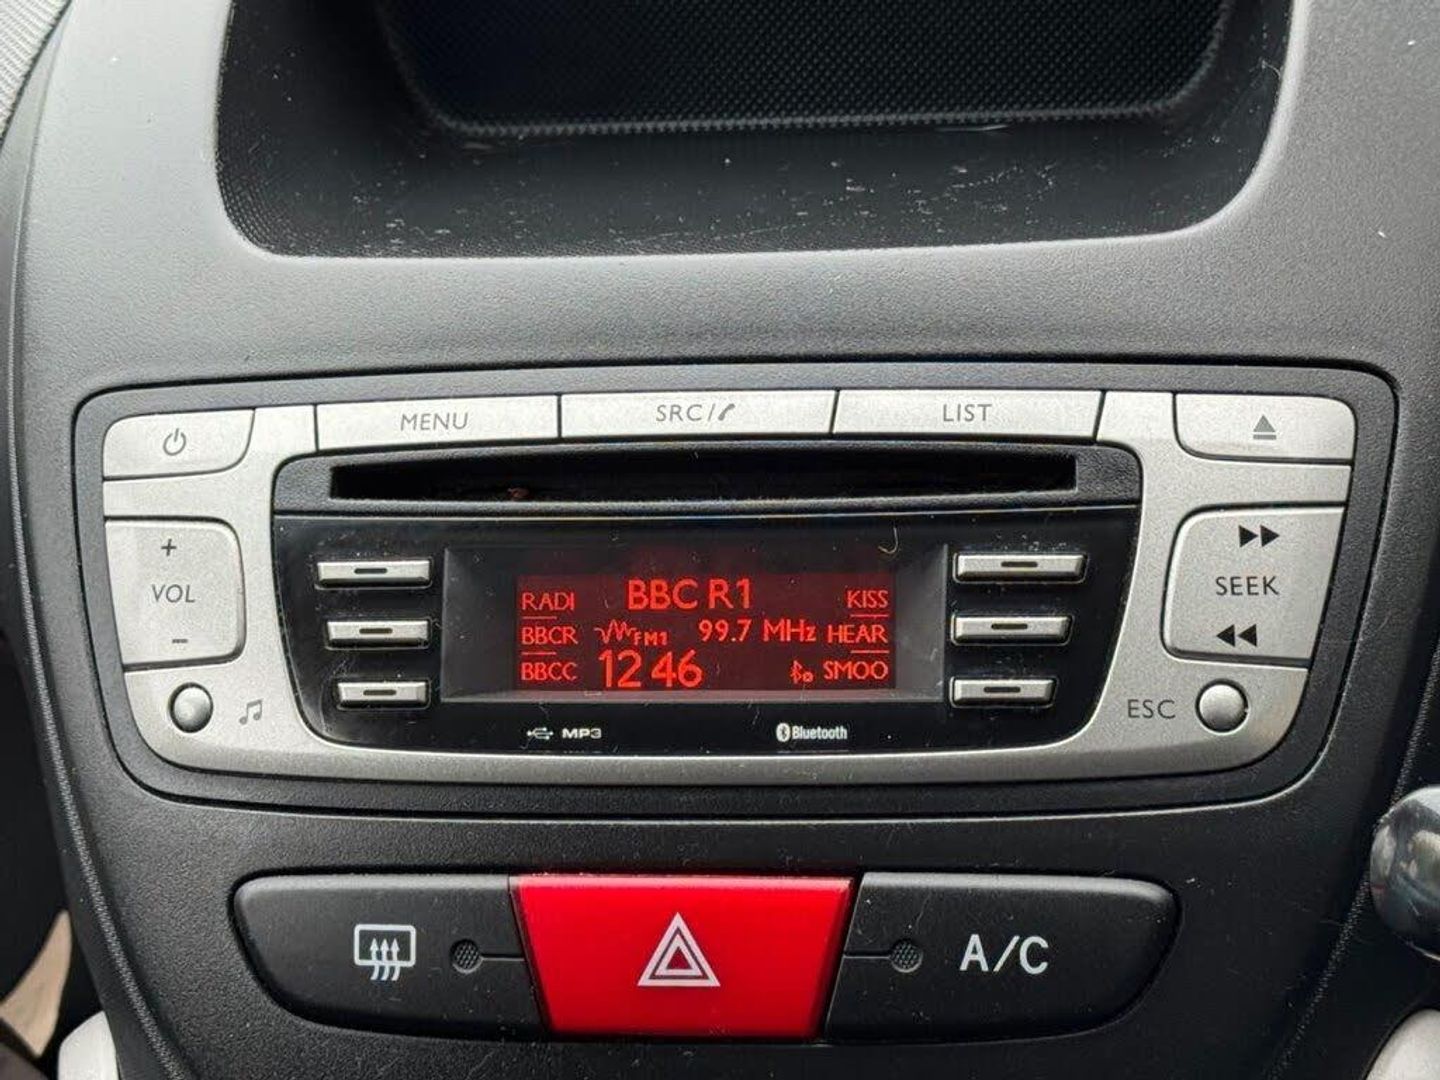 MENU
SRC/
LIST
+
VOL
-
SEEK
ESC
RADI BBC R1 KISS
BBCR FM1 99.7 MHz HEAR
BBCC 12 46 SMOO
MP3
Bluetooth
A/C